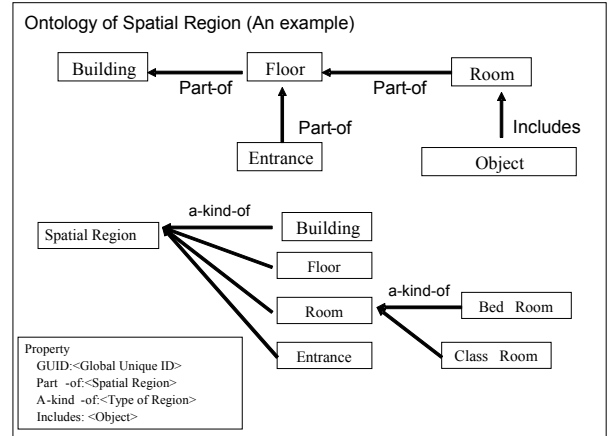 Ontology of Spatial Region (An example)
Building
Floor
Room
Part-of
Part-of
Part-of
Includes
Entrance
Object
a-kind-of
Building
Spatial Region
Floor
a-kind-of
Room
Bed Room
Entrance
Class Room
Property
GUID:<Global Unique ID>
Part -of:<Spatial Region>
A-kind -of:<Type of Region>
Includes: <Object>